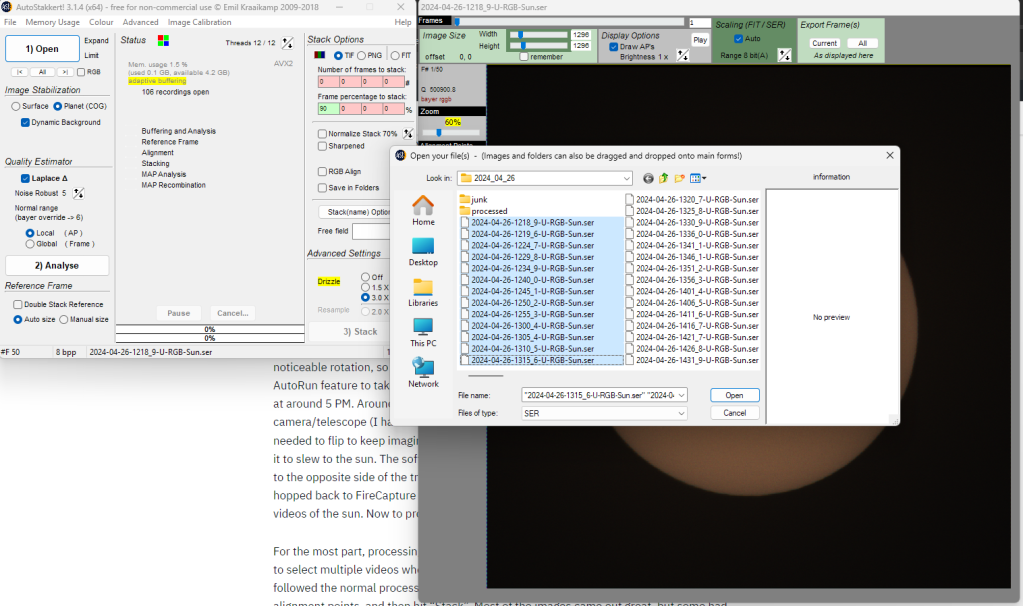 AutoStakkert! 3.1.4 (x64) - free for non-commercial use © Emil Kraaikamp 2009-2018
File Memory Usage Colour Advanced Image Calibration Help
1) Open
Expand
Limit
All
RGB
Image Stabilization
Surface Planet (COG)
Dynamic Background
Quality Estimator
Laplace Δ
Noise Robust 5
Normal range
(bayer override -> 6)
Local (AP)
Global (Frame)
2) Analyse
Reference Frame
Double Stack Reference
Auto size Manual size
Status
Threads 12 / 12
AVX2
Mem. usage 1.5 %
(used 0.1 GB, available 4.2 GB)
adaptive buffering
106 recordings open
Buffering and Analysis
Reference Frame
Alignment
Stacking
MAP Analysis
MAP Recombination
Pause Cancel...
0%
0%
Stack Options
TIF PNG FIT
Number of frames to stack:
0 0 0 0 #
Frame percentage to stack:
90 0 0 0 %
Normalize Stack 70%
Sharpened
RGB Align
Save in Folders
Stack(name) Option
Free field
Advanced Settings
Drizzle
Off
1.5 X
3.0 X
Resample
2.0 X
3) Stack
#F 50 8 bpp 2024-04-26-1218_9-U-RGB-Sun.ser
2024-04-26-1218_9-U-RGB-Sun.ser
Frames
1
Play
Image Size
Width 1296
Height 1296
offset 0, 0
remember
Display Options
Draw AP's
Brightness 1 x
Scaling (FIT / SER)
Auto
Range 8 bit(A)
Export Frame(s)
Current All
As displayed here
F# 1/50
Q 500900.8
bayer rggb
Zoom
60%
Alignment Points
Open your file(s) - (Images and folders can also be dragged and dropped onto main forms!)
Look in: 2024_04_26
Home
Desktop
Libraries
This PC
Network
junk
processed
2024-04-26-1218_9-U-RGB-Sun.ser
2024-04-26-1219_6-U-RGB-Sun.ser
2024-04-26-1224_7-U-RGB-Sun.ser
2024-04-26-1229_8-U-RGB-Sun.ser
2024-04-26-1234_9-U-RGB-Sun.ser
2024-04-26-1240_0-U-RGB-Sun.ser
2024-04-26-1245_1-U-RGB-Sun.ser
2024-04-26-1250_2-U-RGB-Sun.ser
2024-04-26-1255_3-U-RGB-Sun.ser
2024-04-26-1300_4-U-RGB-Sun.ser
2024-04-26-1305_4-U-RGB-Sun.ser
2024-04-26-1310_5-U-RGB-Sun.ser
2024-04-26-1315_6-U-RGB-Sun.ser
2024-04-26-1320_7-U-RGB-Sun.ser
2024-04-26-1325_8-U-RGB-Sun.ser
2024-04-26-1330_9-U-RGB-Sun.ser
2024-04-26-1336_0-U-RGB-Sun.ser
2024-04-26-1341_1-U-RGB-Sun.ser
2024-04-26-1346_1-U-RGB-Sun.ser
2024-04-26-1351_2-U-RGB-Sun.ser
2024-04-26-1356_3-U-RGB-Sun.ser
2024-04-26-1401_4-U-RGB-Sun.ser
2024-04-26-1406_5-U-RGB-Sun.ser
2024-04-26-1411_6-U-RGB-Sun.ser
2024-04-26-1416_7-U-RGB-Sun.ser
2024-04-26-1421_7-U-RGB-Sun.ser
2024-04-26-1426_8-U-RGB-Sun.ser
2024-04-26-1431_9-U-RGB-Sun.ser
File name: "2024-04-26-1315_6-U-RGB-Sun.ser" "2024-0
Open
Files of type: SER
Cancel
information
No preview
noticeable rotation, so
AutoRun feature to tak
at around 5 PM. Aroun
camera/telescope (I ha
needed to flip to keep imagin
it to slew to the sun. The sof
to the opposite side of the tr
hopped back to FireCapture
videos of the sun. Now to pr
For the most part, processin
to select multiple videos whe
followed the normal process
alignment points, and then hit "Stack". Most of the images came out great, but some had